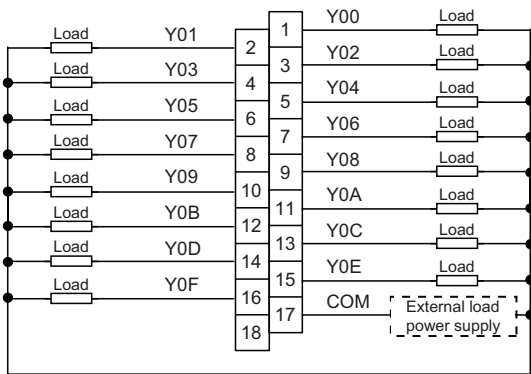 1 Y00 Load
Load Y01 2
3 Y02 Load
Load Y03 4
5 Y04 Load
Load Y05 6
7 Y06 Load
Load Y07 8
9 Y08 Load
Load Y09 10
11 Y0A Load
Load Y0B 12
13 Y0C Load
Load Y0D 14
15 Y0E Load
Load Y0F 16
17 COM External load
power supply
18